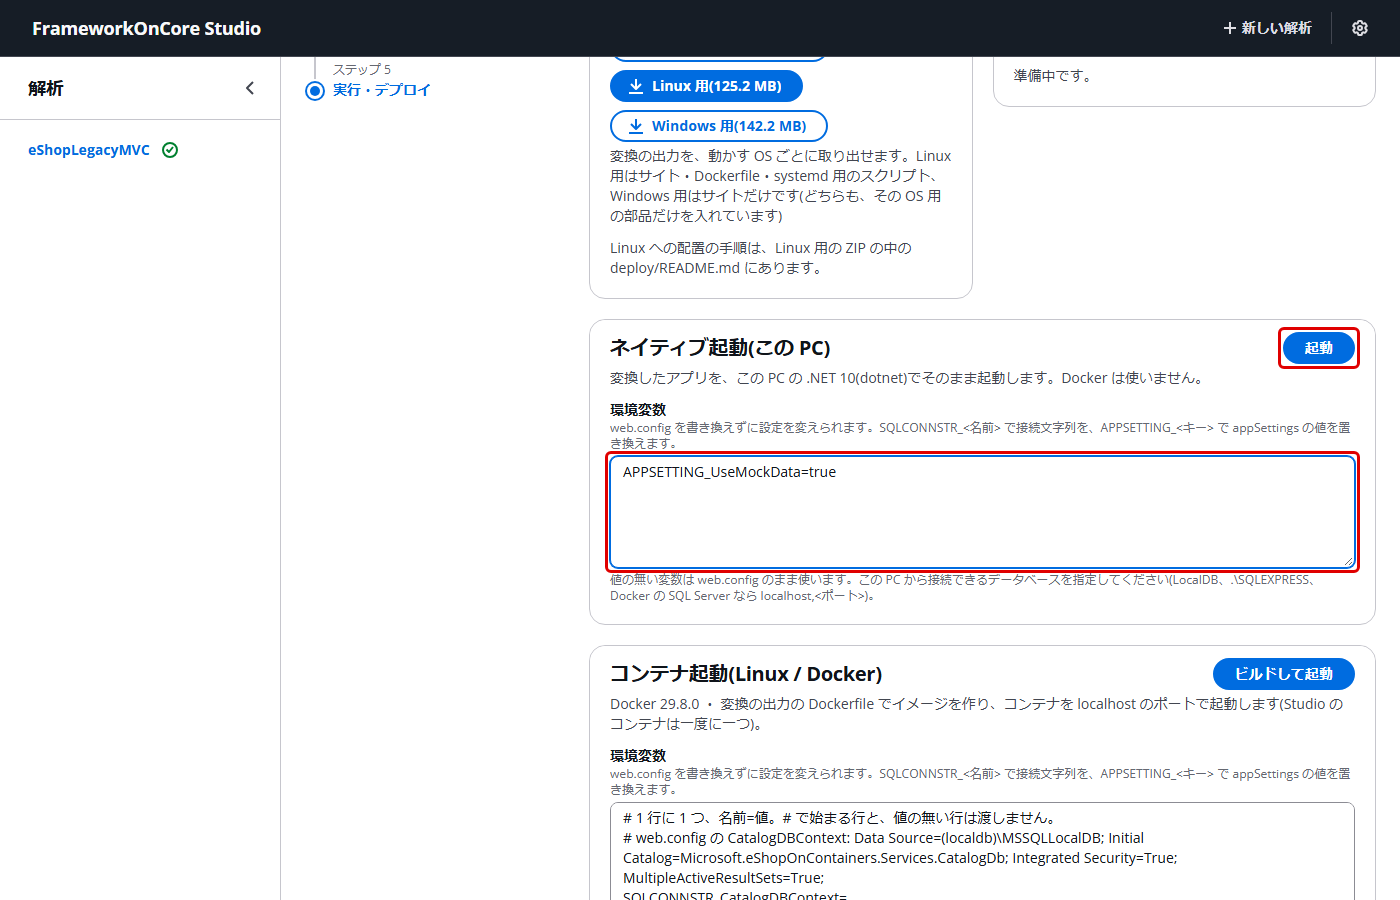 FrameworkOnCore Studio
新しい解析
解析
eShopLegacyMVC
ステップ 5
実行・デプロイ
Linux 用(125.2 MB)
Windows 用(142.2 MB)
変換の出力を、動かす OS ごとに取り出せます。Linux
用はサイト・Dockerfile・systemd 用のスクリプト、
Windows 用はサイトだけです(どちらも、その OS 用
の部品だけを入れています)
Linux への配置の手順は、Linux 用の ZIP の中の
deploy/README.md にあります。
準備中です。
ネイティブ起動(この PC)
起動
変換したアプリを、この PC の .NET 10(dotnet)でそのまま起動します。Docker は使いません。
環境変数
web.config を書き換えずに設定を変えられます。SQLCONNSTR_<名前> で接続文字列を、APPSETTING_<キー> で appSettings の値を置
き換えます。
APPSETTING_UseMockData=true
値の無い変数は web.config のまま使います。この PC から接続できるデータベースを指定してください(LocalDB、.\SQLEXPRESS、
Docker の SQL Server なら localhost,<ポート>)。
コンテナ起動(Linux / Docker)
ビルドして起動
Docker 29.8.0 ・ 変換の出力の Dockerfile でイメージを作り、コンテナを localhost のポートで起動します(Studio の
コンテナは一度に一つ)。
環境変数
web.config を書き換えずに設定を変えられます。SQLCONNSTR_<名前> で接続文字列を、APPSETTING_<キー> で appSettings の値を置
き換えます。
# 1 行に 1 つ、名前=値。# で始まる行と、値の無い行は渡しません。
# web.config の CatalogDBContext: Data Source=(localdb)\MSSQLLocalDB; Initial
Catalog=Microsoft.eShopOnContainers.Services.CatalogDb; Integrated Security=True;
MultipleActiveResultSets=True;
SQLCONNSTR_CatalogDBContext=